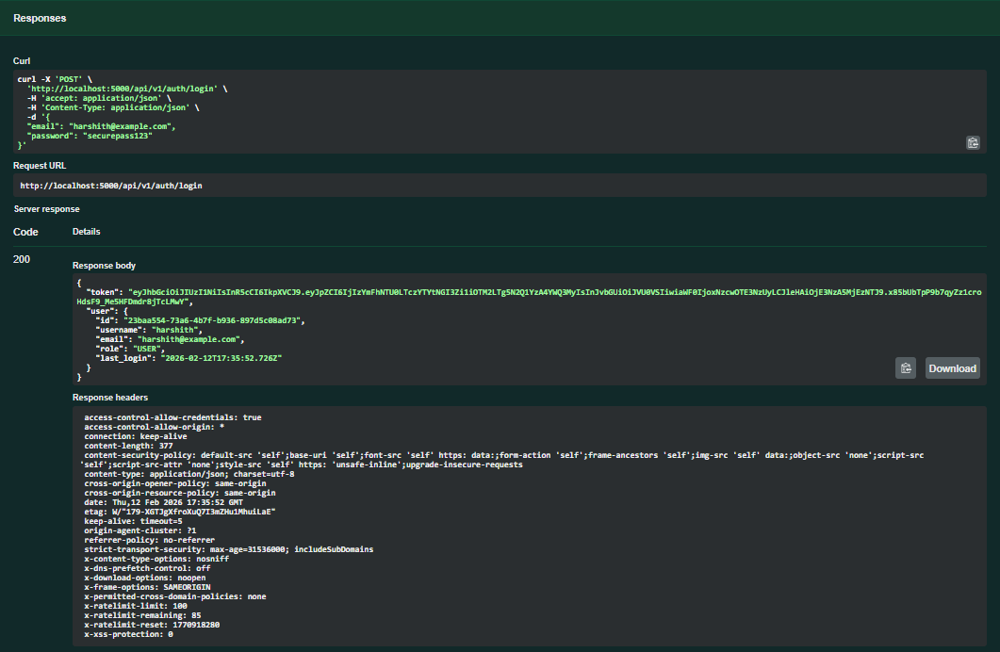 Responses
Curl
curl -X 'POST' \
'http://localhost:5000/api/v1/auth/login' \
-H 'accept: application/json' \
-H 'Content-Type: application/json' \
-d '{
"email": "harshith@example.com",
"password": "securepass123"
}'
Request URL
http://localhost:5000/api/v1/auth/login
Server response
Code Details
200
Response body
{
"token":
"user": {
"id": "23baa554-73a6-4b7f-b936-897d5c08ad73",
"username": "harshith",
"email": "harshith@example.com",
"role": "USER",
"last_login": "2026-02-12T17:35:52.726Z"
}
}
Download
Response headers
access-control-allow-credentials: true
access-control-allow-origin: *
connection: keep-alive
content-length: 377
content-security-policy: default-src 'self';base-uri 'self';font-src 'self' https: data:;form-action 'self';frame-ancestors 'self';img-src 'self' data:;object-src 'none';script-src
'self';script-src-attr 'none';style-src 'self' https: 'unsafe-inline';upgrade-insecure-requests
content-type: application/json; charset=utf-8
cross-origin-opener-policy: same-origin
cross-origin-resource-policy: same-origin
date: Thu,12 Feb 2026 17:35:52 GMT
etag: W/"179-XGTJgXfroXuQ7I3mZHu1MhuiLaE"
keep-alive: timeout=5
origin-agent-cluster: ?1
referrer-policy: no-referrer
strict-transport-security: max-age=31536000; includeSubDomains
x-content-type-options: nosniff
x-dns-prefetch-control: off
x-download-options: noopen
x-frame-options: SAMEORIGIN
x-permitted-cross-domain-policies: none
x-ratelimit-limit: 100
x-ratelimit-remaining: 85
x-ratelimit-reset: 1770918280
x-xss-protection: 0